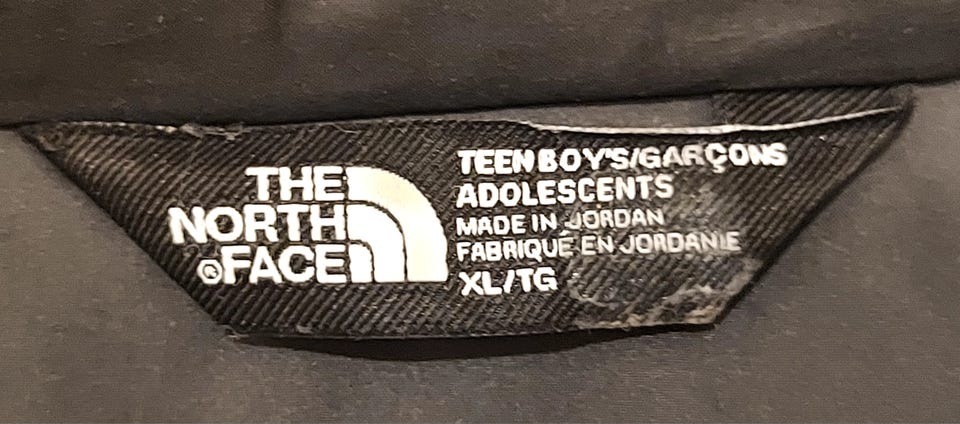 THE
NORTH
®FACE
TEEN BOY'S/GARÇONS
ADOLESCENTS
MADE IN JORDAN
FABRIQUÉ EN JORDANIE
XL/TG